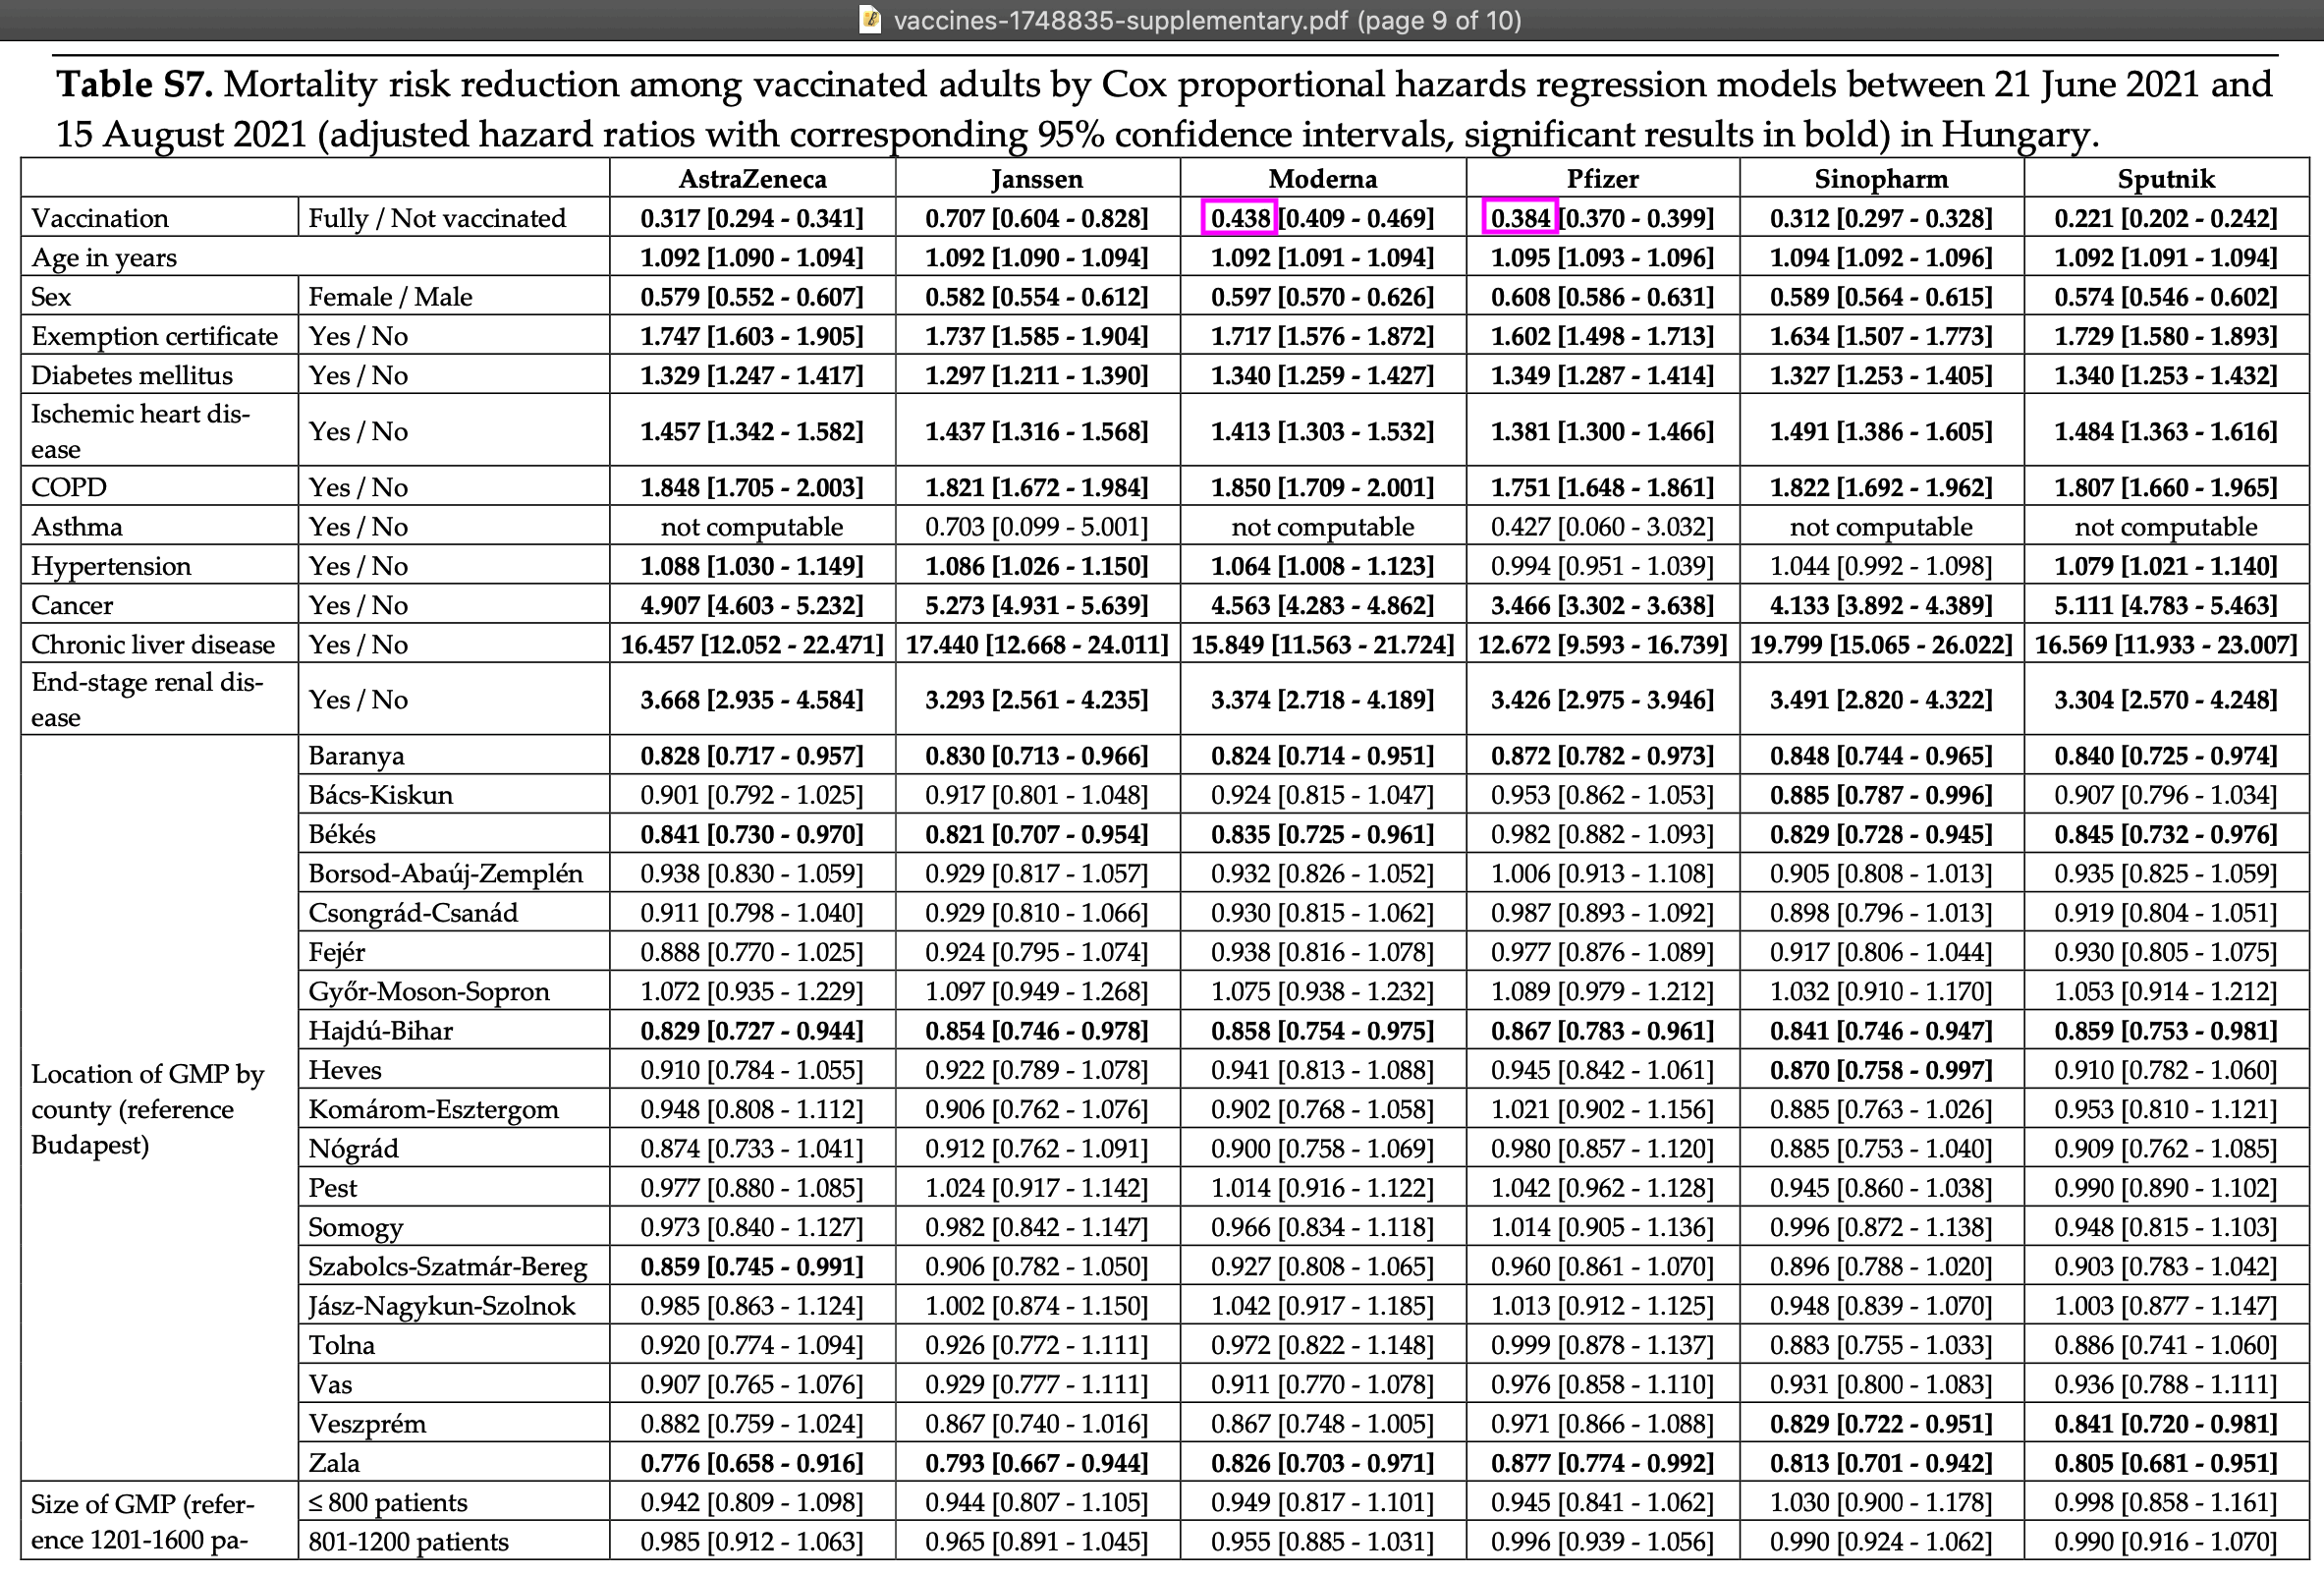 vaccines-1748835-supplementary.pdf (page 9 of 10)
Table S7. Mortality risk reduction among vaccinated adults by Cox proportional hazards regression models between 21 June 2021 and
15 August 2021 (adjusted hazard ratios with corresponding 95% confidence intervals, significant results in bold) in Hungary.
AstraZeneca Janssen Moderna Pfizer Sinopharm Sputnik
Vaccination Fully / Not vaccinated 0.317 [0.294 - 0.341] 0.707 [0.604 - 0.828] 0.438 [0.409 - 0.469] 0.384 [0.370 - 0.399] 0.312 [0.297 - 0.328] 0.221 [0.202 - 0.242]
Age in years 1.092 [1.090 - 1.094] 1.092 [1.090 - 1.094] 1.092 [1.091 - 1.094] 1.095 [1.093 - 1.096] 1.094 [1.092 - 1.096] 1.092 [1.091 - 1.094]
Sex Female / Male 0.579 [0.552 - 0.607] 0.582 [0.554 - 0.612] 0.597 [0.570 - 0.626] 0.608 [0.586 - 0.631] 0.589 [0.564 - 0.615] 0.574 [0.546 - 0.602]
Exemption certificate Yes / No 1.747 [1.603 - 1.905] 1.737 [1.585 - 1.904] 1.717 [1.576 - 1.872] 1.602 [1.498 - 1.713] 1.634 [1.507 - 1.773] 1.729 [1.580 - 1.893]
Diabetes mellitus Yes / No 1.329 [1.247 - 1.417] 1.297 [1.211 - 1.390] 1.340 [1.259 - 1.427] 1.349 [1.287 - 1.414] 1.327 [1.253 - 1.405] 1.340 [1.253 - 1.432]
Ischemic heart dis-
ease Yes / No 1.457 [1.342 - 1.582] 1.437 [1.316 - 1.568] 1.413 [1.303 - 1.532] 1.381 [1.300 - 1.466] 1.491 [1.386 - 1.605] 1.484 [1.363 - 1.616]
COPD Yes / No 1.848 [1.705 - 2.003] 1.821 [1.672 - 1.984] 1.850 [1.709 - 2.001] 1.751 [1.648 - 1.861] 1.822 [1.692 - 1.962] 1.807 [1.660 - 1.965]
Asthma Yes / No not computable 0.703 [0.099 - 5.001] not computable 0.427 [0.060 - 3.032] not computable not computable
Hypertension Yes / No 1.088 [1.030 - 1.149] 1.086 [1.026 - 1.150] 1.064 [1.008 - 1.123] 0.994 [0.951 - 1.039] 1.044 [0.992 - 1.098] 1.079 [1.021 - 1.140]
Cancer Yes / No 4.907 [4.603 - 5.232] 5.273 [4.931 - 5.639] 4.563 [4.283 - 4.862] 3.466 [3.302 - 3.638] 4.133 [3.892 - 4.389] 5.111 [4.783 - 5.463]
Chronic liver disease Yes / No 16.457 [12.052 - 22.471] 17.440 [12.668 - 24.011] 15.849 [11.563 - 21.724] 12.672 [9.593 - 16.739] 19.799 [15.065 - 26.022] 16.569 [11.933 - 23.007]
End-stage renal dis-
ease Yes / No 3.668 [2.935 - 4.584] 3.293 [2.561 - 4.235] 3.374 [2.718 - 4.189] 3.426 [2.975 - 3.946] 3.491 [2.820 - 4.322] 3.304 [2.570 - 4.248]
Location of GMP by
county (reference
Budapest)
Baranya 0.828 [0.717 - 0.957] 0.830 [0.713 - 0.966] 0.824 [0.714 - 0.951] 0.872 [0.782 - 0.973] 0.848 [0.744 - 0.965] 0.840 [0.725 - 0.974]
Bács-Kiskun 0.901 [0.792 - 1.025] 0.917 [0.801 - 1.048] 0.924 [0.815 - 1.047] 0.953 [0.862 - 1.053] 0.885 [0.787 - 0.996] 0.907 [0.796 - 1.034]
Békés 0.841 [0.730 - 0.970] 0.821 [0.707 - 0.954] 0.835 [0.725 - 0.961] 0.982 [0.882 - 1.093] 0.829 [0.728 - 0.945] 0.845 [0.732 - 0.976]
Borsod-Abaúj-Zemplén 0.938 [0.830 - 1.059] 0.929 [0.817 - 1.057] 0.932 [0.826 - 1.052] 1.006 [0.913 - 1.108] 0.905 [0.808 - 1.013] 0.935 [0.825 - 1.059]
Csongrád-Csanád 0.911 [0.798 - 1.040] 0.929 [0.810 - 1.066] 0.930 [0.815 - 1.062] 0.987 [0.893 - 1.092] 0.898 [0.796 - 1.013] 0.919 [0.804 - 1.051]
Fejér 0.888 [0.770 - 1.025] 0.924 [0.795 - 1.074] 0.938 [0.816 - 1.078] 0.977 [0.876 - 1.089] 0.917 [0.806 - 1.044] 0.930 [0.805 - 1.075]
Győr-Moson-Sopron 1.072 [0.935 - 1.229] 1.097 [0.949 - 1.268] 1.075 [0.938 - 1.232] 1.089 [0.979 - 1.212] 1.032 [0.910 - 1.170] 1.053 [0.914 - 1.212]
Hajdú-Bihar 0.829 [0.727 - 0.944] 0.854 [0.746 - 0.978] 0.858 [0.754 - 0.975] 0.867 [0.783 - 0.961] 0.841 [0.746 - 0.947] 0.859 [0.753 - 0.981]
Heves 0.910 [0.784 - 1.055] 0.922 [0.789 - 1.078] 0.941 [0.813 - 1.088] 0.945 [0.842 - 1.061] 0.870 [0.758 - 0.997] 0.910 [0.782 - 1.060]
Komárom-Esztergom 0.948 [0.808 - 1.112] 0.906 [0.762 - 1.076] 0.902 [0.768 - 1.058] 1.021 [0.902 - 1.156] 0.885 [0.763 - 1.026] 0.953 [0.810 - 1.121]
Nógrád 0.874 [0.733 - 1.041] 0.912 [0.762 - 1.091] 0.900 [0.758 - 1.069] 0.980 [0.857 - 1.120] 0.885 [0.753 - 1.040] 0.909 [0.762 - 1.085]
Pest 0.977 [0.880 - 1.085] 1.024 [0.917 - 1.142] 1.014 [0.916 - 1.122] 1.042 [0.962 - 1.128] 0.945 [0.860 - 1.038] 0.990 [0.890 - 1.102]
Somogy 0.973 [0.840 - 1.127] 0.982 [0.842 - 1.147] 0.966 [0.834 - 1.118] 1.014 [0.905 - 1.136] 0.996 [0.872 - 1.138] 0.948 [0.815 - 1.103]
Szabolcs-Szatmár-Bereg 0.859 [0.745 - 0.991] 0.906 [0.782 - 1.050] 0.927 [0.808 - 1.065] 0.960 [0.861 - 1.070] 0.896 [0.788 - 1.020] 0.903 [0.783 - 1.042]
Jász-Nagykun-Szolnok 0.985 [0.863 - 1.124] 1.002 [0.874 - 1.150] 1.042 [0.917 - 1.185] 1.013 [0.912 - 1.125] 0.948 [0.839 - 1.070] 1.003 [0.877 - 1.147]
Tolna 0.920 [0.774 - 1.094] 0.926 [0.772 - 1.111] 0.972 [0.822 - 1.148] 0.999 [0.878 - 1.137] 0.883 [0.755 - 1.033] 0.886 [0.741 - 1.060]
Vas 0.907 [0.765 - 1.076] 0.929 [0.777 - 1.111] 0.911 [0.770 - 1.078] 0.976 [0.858 - 1.110] 0.931 [0.800 - 1.083] 0.936 [0.788 - 1.111]
Veszprém 0.882 [0.759 - 1.024] 0.867 [0.740 - 1.016] 0.867 [0.748 - 1.005] 0.971 [0.866 - 1.088] 0.829 [0.722 - 0.951] 0.841 [0.720 - 0.981]
Zala 0.776 [0.658 - 0.916] 0.793 [0.667 - 0.944] 0.826 [0.703 - 0.971] 0.877 [0.774 - 0.992] 0.813 [0.701 - 0.942] 0.805 [0.681 - 0.951]
Size of GMP (refer- ≤ 800 patients 0.942 [0.809 - 1.098] 0.944 [0.807 - 1.105] 0.949 [0.817 - 1.101] 0.945 [0.841 - 1.062] 1.030 [0.900 - 1.178] 0.998 [0.858 - 1.161]
ence 1201-1600 pa- 801-1200 patients 0.985 [0.912 - 1.063] 0.965 [0.891 - 1.045] 0.955 [0.885 - 1.031] 0.996 [0.939 - 1.056] 0.990 [0.924 - 1.062] 0.990 [0.916 - 1.070]